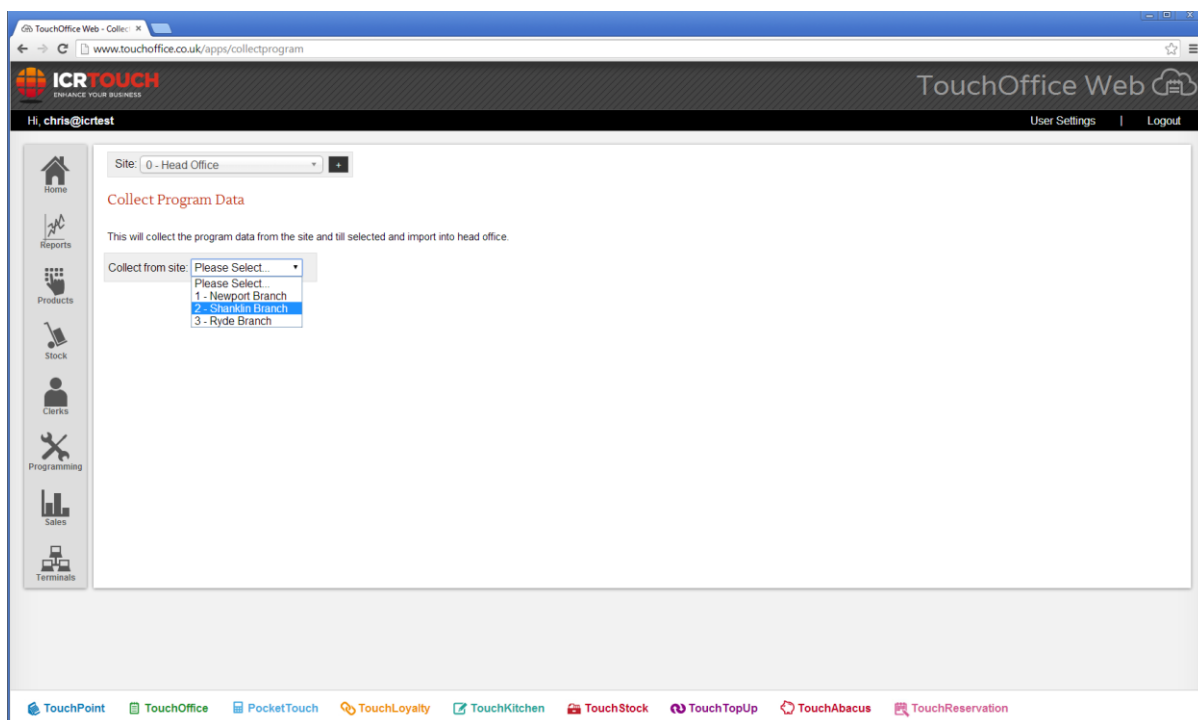 TouchOffice Web - Collec
www.touchoffice.co.uk/apps/collectprogram
ICRTOUCH
ENHANCE YOUR BUSINESS
TouchOffice Web
Hi, chris@icrtest
User Settings | Logout
Site: 0 - Head Office +
Home
Collect Program Data
Reports
This will collect the program data from the site and till selected and import into head office.
Collect from site: Please Select...
Please Select...
1 - Newport Branch
2 - Shanklin Branch
3 - Ryde Branch
Products
Stock
Clerks
Programming
Sales
Terminals
TouchPoint TouchOffice PocketTouch TouchLoyalty TouchKitchen TouchStock TouchTopUp TouchAbacus TouchReservation